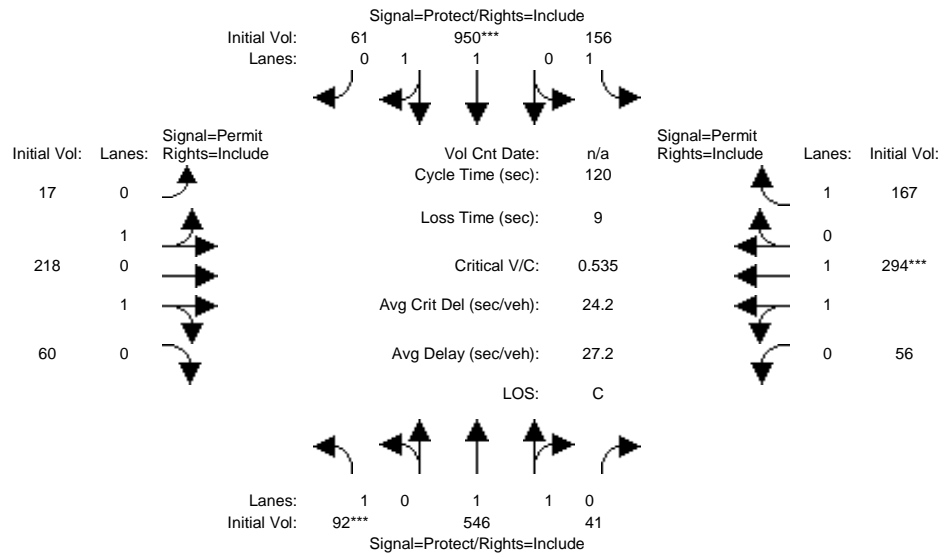 Signal=Protect/Rights=Include
Initial Vol: 61 950*** 156
Lanes: 0 1 1 0 1
Signal=Permit
Initial Vol: Lanes: Rights=Include
Vol Cnt Date: n/a
Signal=Permit
Rights=Include Lanes: Initial Vol:
Cycle Time (sec): 120
17 0
1 167
Loss Time (sec): 9
1
0
218 0
Critical V/C: 0.535
1 294***
1
Avg Crit Del (sec/veh): 24.2
1
60 0
Avg Delay (sec/veh): 27.2
0 56
LOS: C
Lanes: 1 0 1 1 0
Initial Vol: 92*** 546 41
Signal=Protect/Rights=Include